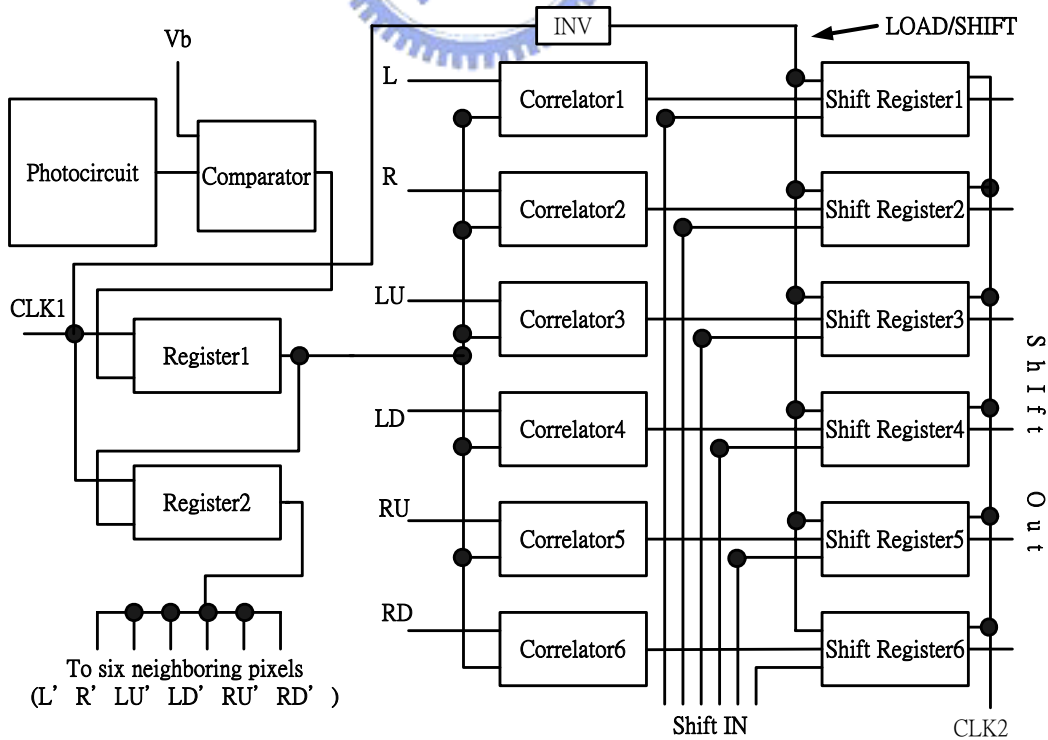 INV
LOAD/SHIFT
Vb
L
Correlator1
Shift Register1
Photocircuit
Comparator
R
Correlator2
Shift Register2
CLK1
LU
Correlator3
Shift Register3
Register1
LD
Correlator4
Shift Register4
Register2
RU
Correlator5
Shift Register5
RD
Correlator6
Shift Register6
ShIft Out
To six neighboring pixels
(L' R' LU' LD' RU' RD' )
Shift IN
CLK2